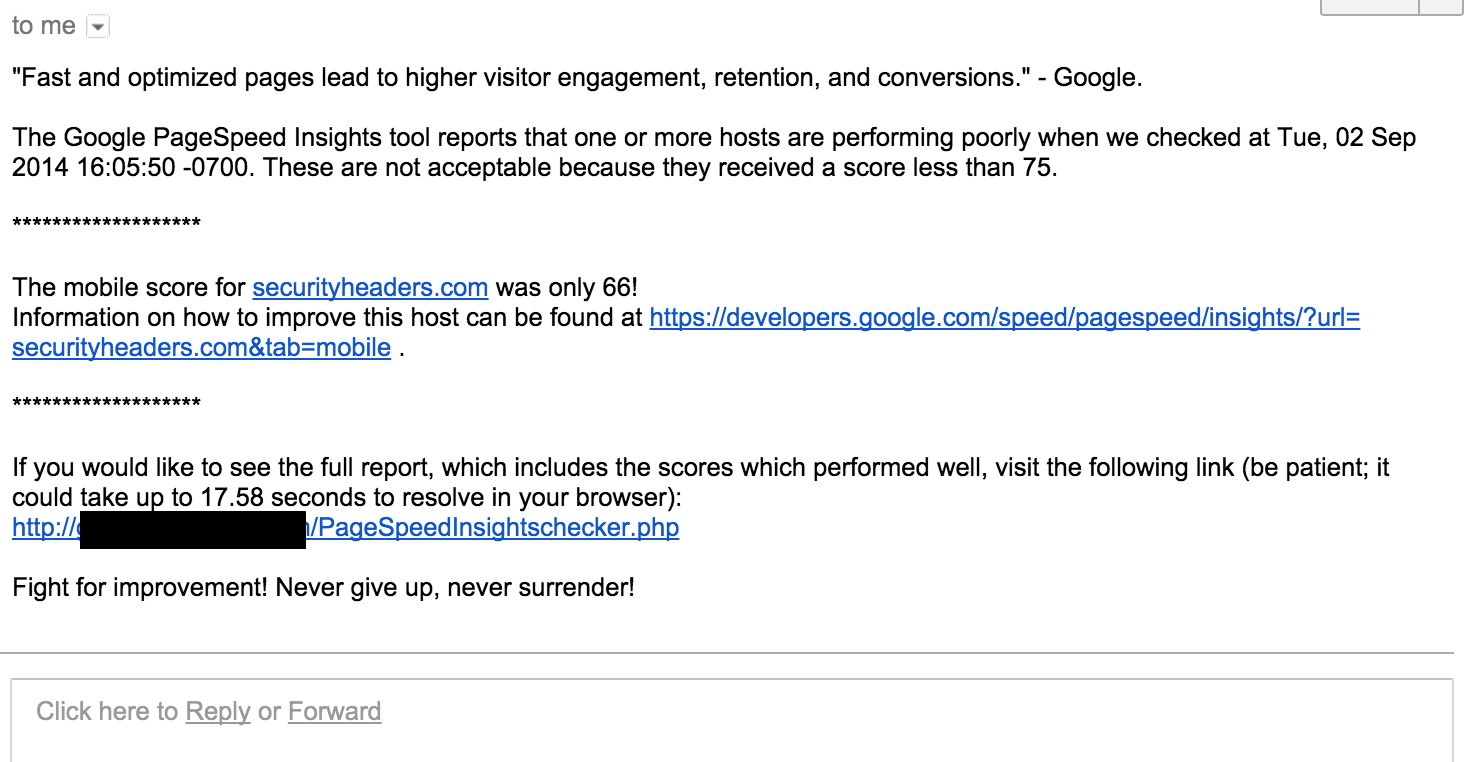 to me
"Fast and optimized pages lead to higher visitor engagement, retention, and conversions." - Google.
The Google PageSpeed Insights tool reports that one or more hosts are performing poorly when we checked at Tue, 02 Sep
2014 16:05:50 -0700. These are not acceptable because they received a score less than 75.
*******************
The mobile score for securityheaders.com was only 66!
Information on how to improve this host can be found at https://developers.google.com/speed/pagespeed/insights/?url=
securityheaders.com&tab=mobile .
*******************
If you would like to see the full report, which includes the scores which performed well, visit the following link (be patient; it
could take up to 17.58 seconds to resolve in your browser):
http:// /PageSpeedInsightschecker.php
Fight for improvement! Never give up, never surrender!
Click here to Reply or Forward